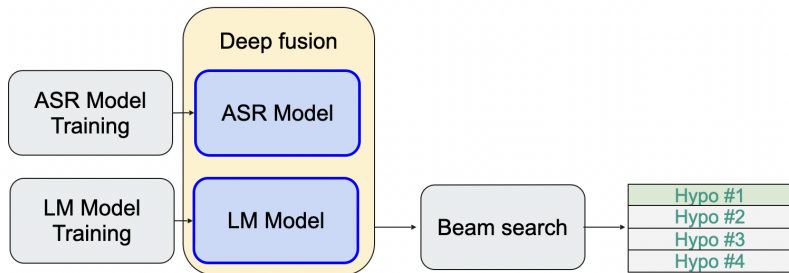 Deep fusion
ASR Model
Training
ASR Model
LM Model
Training
LM Model
Beam search
Hypo #1
Hypo #2
Hypo #3
Hypo #4